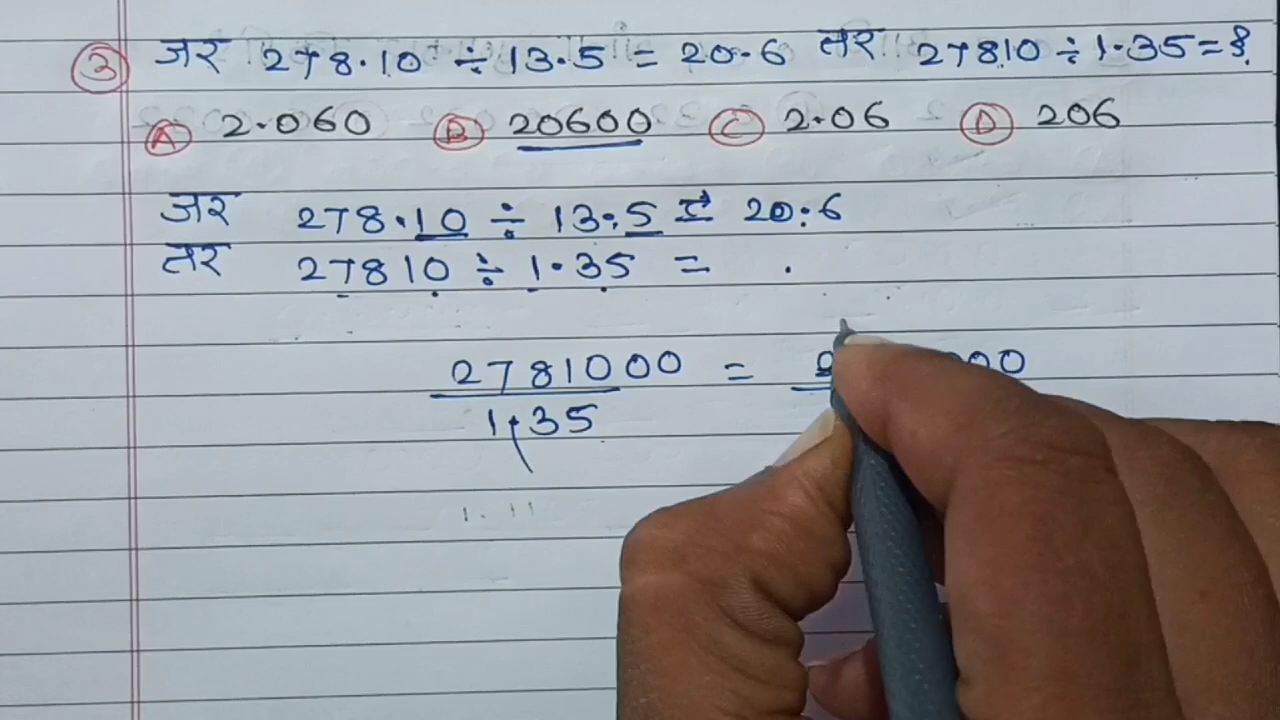 3 जर 278.10 ÷ 13.5 = 20.6 तर 27810 ÷ 1.35 = ?
A 2.060 B 20600 C 2.06 D 206
जर 278.10 ÷ 13.5 = 20.6
तर 27810 ÷ 1.35 = .
2781000 =
1.35